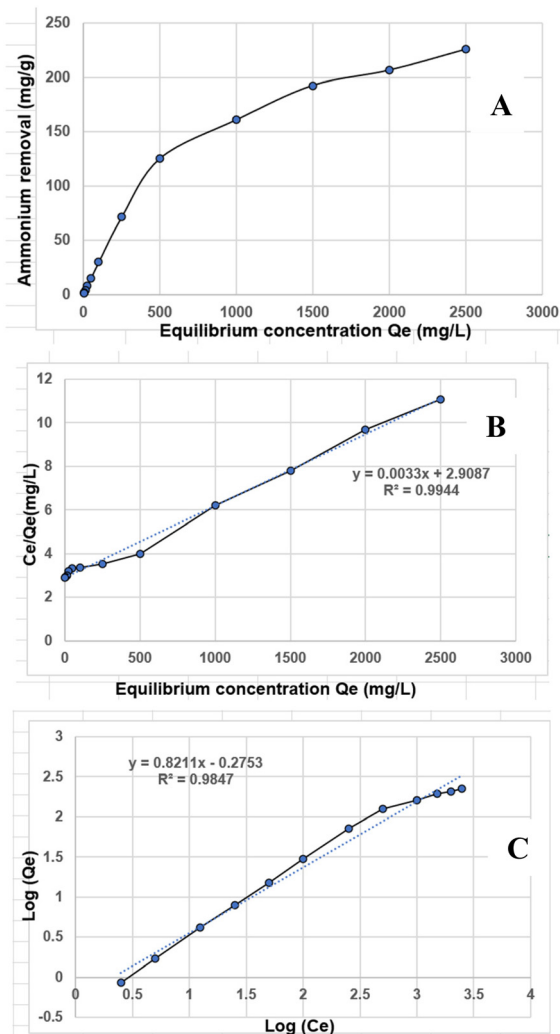 250
200
150
100
50
0
0 500 1000 1500 2000 2500 3000
Ammonium removal (mg/g)
Equilibrium concentration Qe (mg/L)
A
12
10
8
6
4
2
0
0 500 1000 1500 2000 2500 3000
Ce/Qe(mg/L)
Equilibrium concentration Qe (mg/L)
B
y = 0.0033x + 2.9087
R² = 0.9944
3
2.5
2
1.5
1
0.5
0
-0.5
0 0.5 1 1.5 2 2.5 3 3.5 4
Log (Qe)
Log (Ce)
y = 0.8211x - 0.2753
R² = 0.9847
C